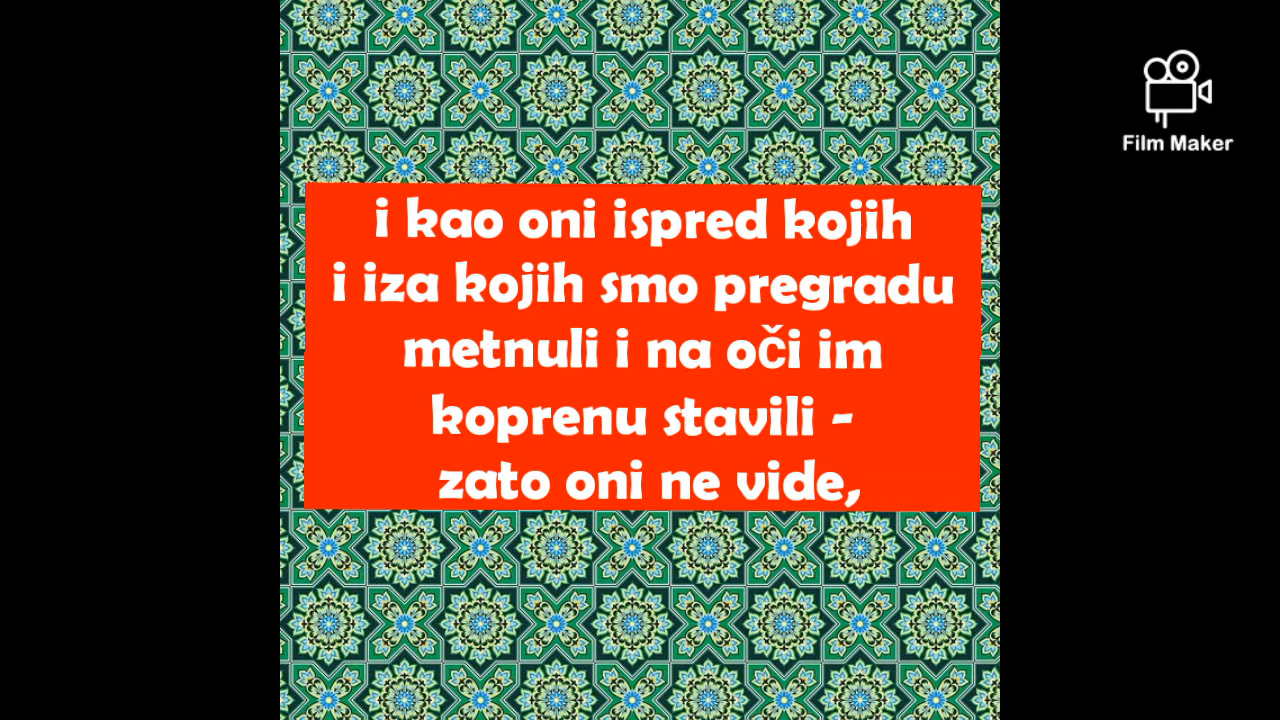 i kao oni ispred kojih
i iza kojih smo pregradu
metnuli i na oči im
koprenu stavili -
zato oni ne vide,
Film Maker